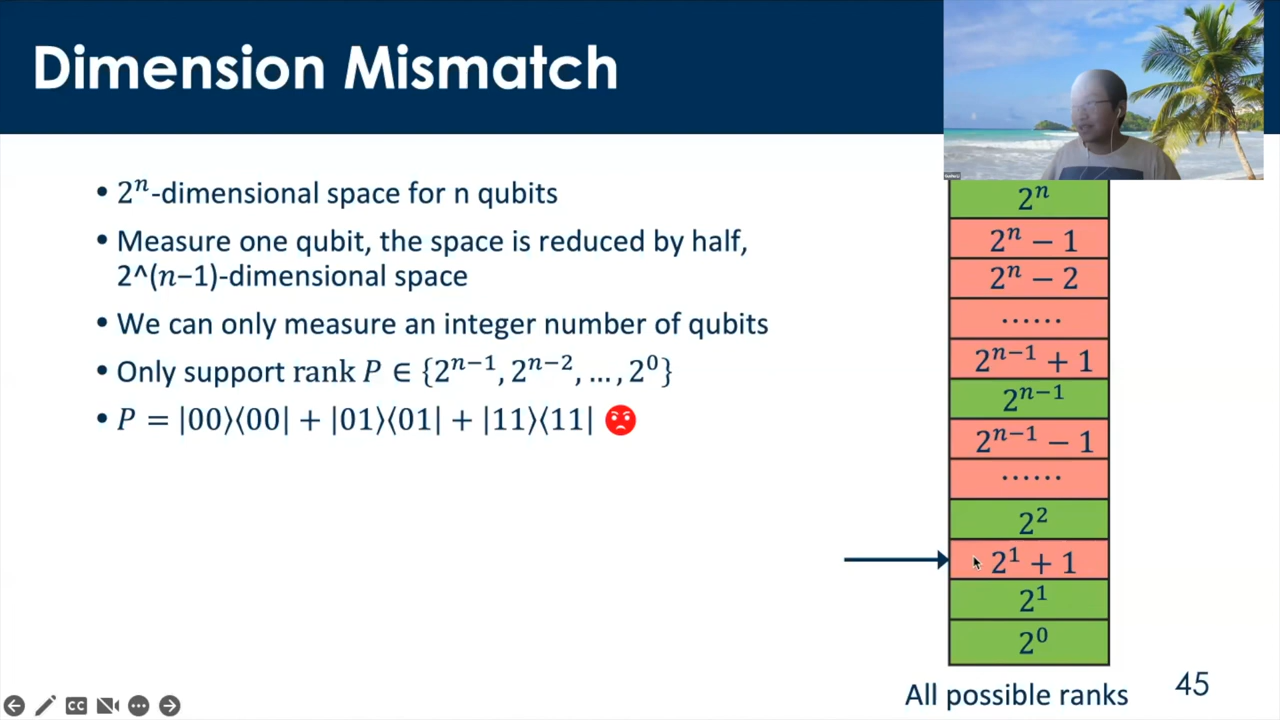 Dimension Mismatch
• 2ⁿ-dimensional space for n qubits
• Measure one qubit, the space is reduced by half,
2^(n−1)-dimensional space
• We can only measure an integer number of qubits
• Only support rank P ∈ {2ⁿ⁻¹, 2ⁿ⁻², …, 2⁰}
• P = |00⟩⟨00| + |01⟩⟨01| + |11⟩⟨11|
2ⁿ
2ⁿ − 1
2ⁿ − 2
······
2ⁿ⁻¹ + 1
2ⁿ⁻¹
2ⁿ⁻¹ − 1
······
2²
2¹ + 1
2¹
2⁰
All possible ranks
45
CC